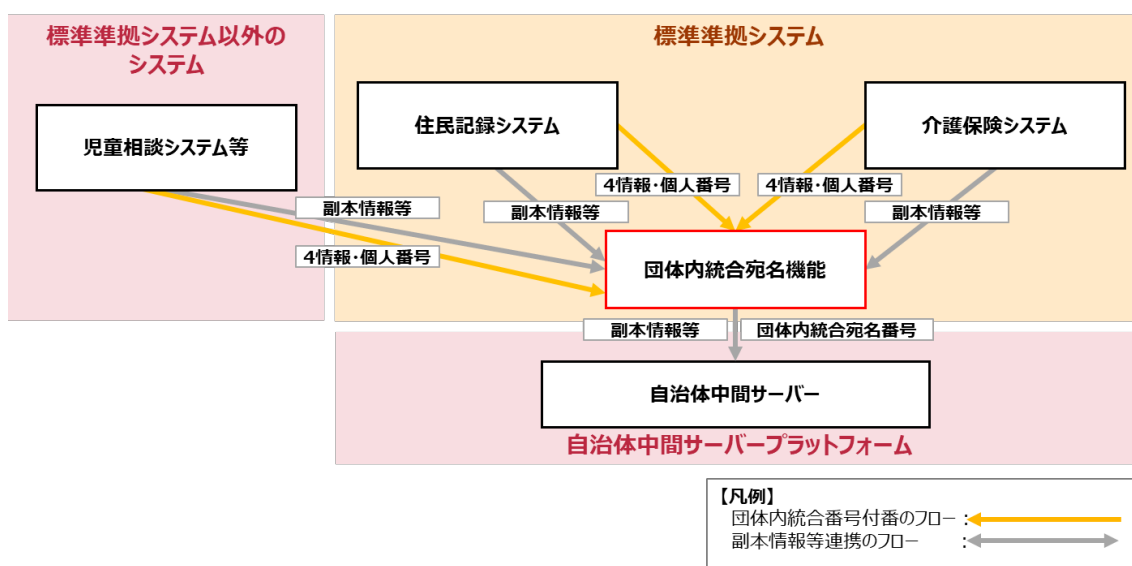 標準準拠システム以外の
システム
標準準拠システム
児童相談システム等
住民記録システム
介護保険システム
4情報・個人番号
4情報・個人番号
副本情報等
副本情報等
副本情報等
4情報・個人番号
団体内統合宛名機能
副本情報等
団体内統合宛名番号
自治体中間サーバー
自治体中間サーバープラットフォーム
【凡例】
団体内統合番号付番のフロー:
副本情報等連携のフロー :